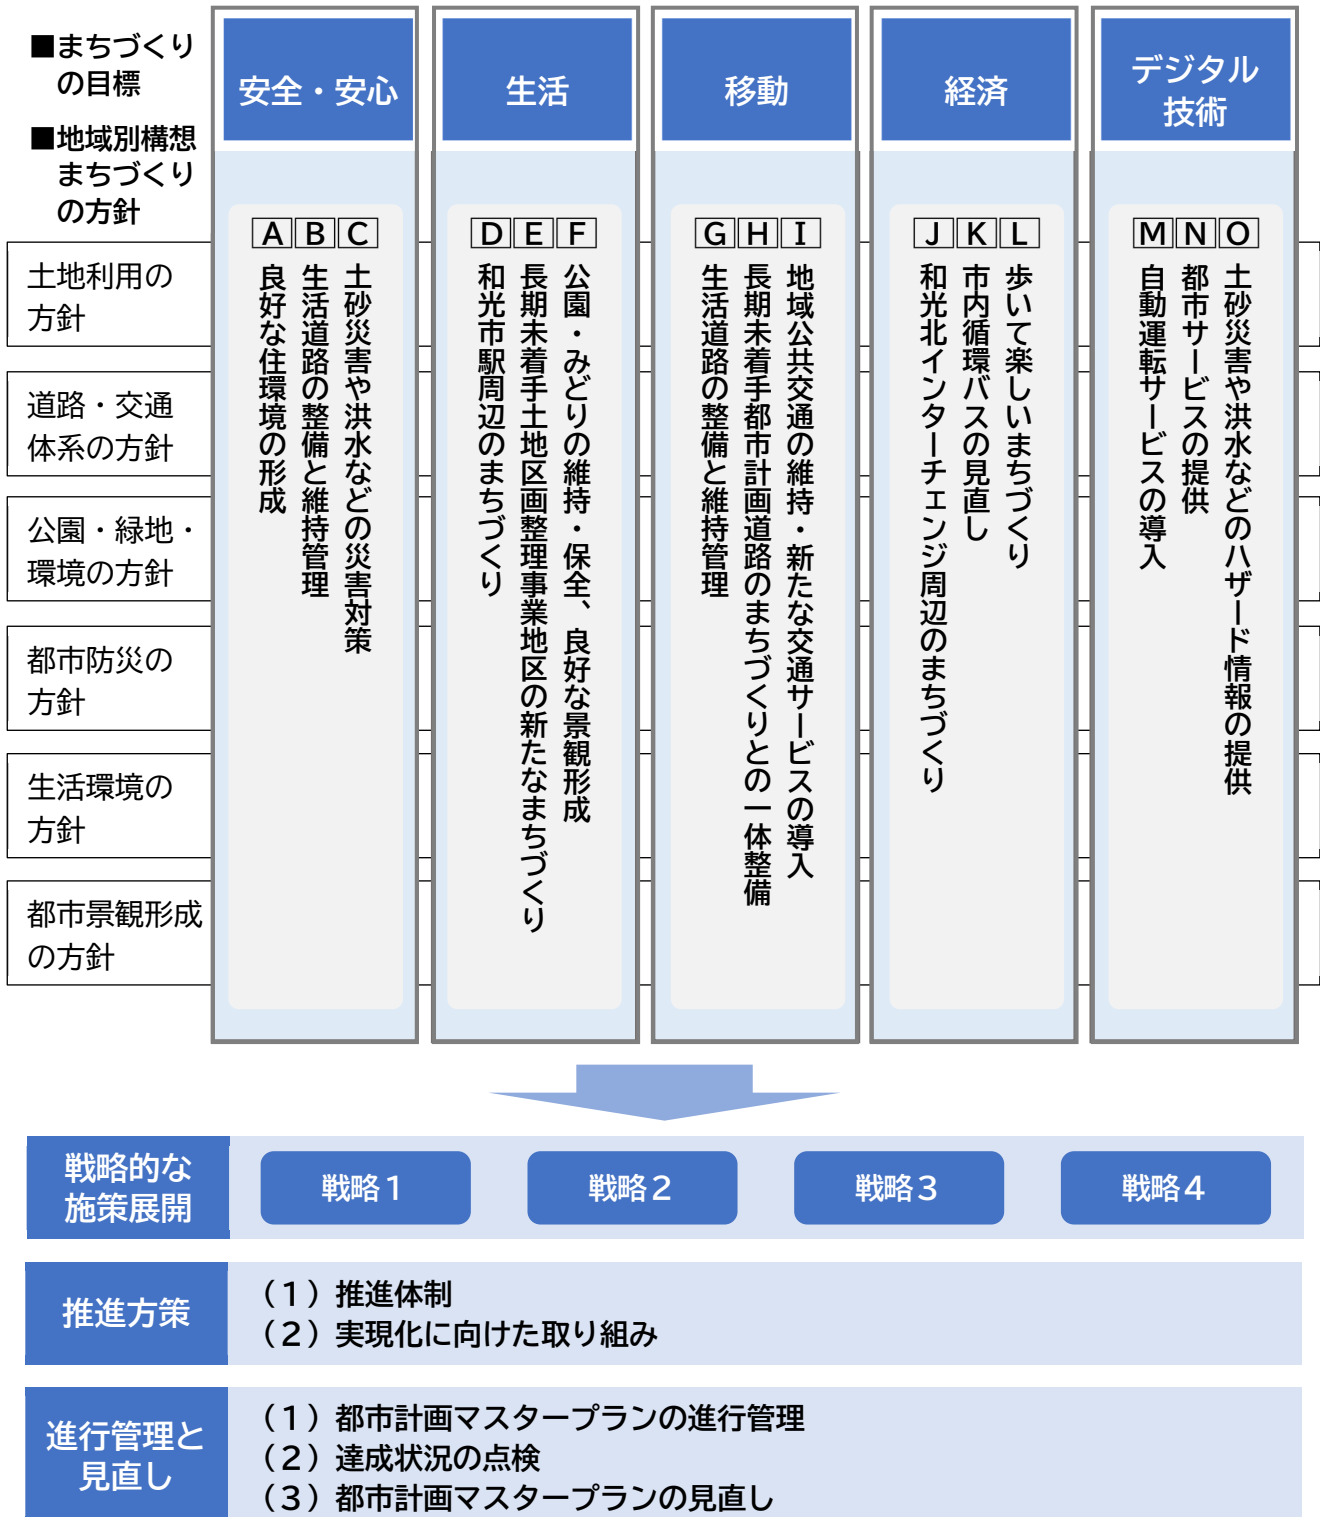 ■まちづくり
の目標
■地域別構想
まちづくり
の方針
安全・安心
生活
移動
経済
デジタル
技術
土地利用の
方針
道路・交通
体系の方針
公園・緑地・
環境の方針
都市防災の
方針
生活環境の
方針
都市景観形成
の方針
A 良好な住環境の形成
B 生活道路の整備と維持管理
C 土砂災害や洪水などの災害対策
D 和光市駅周辺のまちづくり
E 長期未着手土地区画整理事業地区の新たなまちづくり
F 公園・みどりの維持・保全、良好な景観形成
G 生活道路の整備と維持管理
H 長期未着手都市計画道路のまちづくりとの一体整備
I 地域公共交通の維持・新たな交通サービスの導入
J 和光北インターチェンジ周辺のまちづくり
K 市内循環バスの見直し
L 歩いて楽しいまちづくり
M 自動運転サービスの導入
N 都市サービスの提供
O 土砂災害や洪水などのハザード情報の提供
戦略的な
施策展開
戦略1
戦略2
戦略3
戦略4
推進方策
（1）推進体制
（2）実現化に向けた取り組み
進行管理と
見直し
（1）都市計画マスタープランの進行管理
（2）達成状況の点検
（3）都市計画マスタープランの見直し